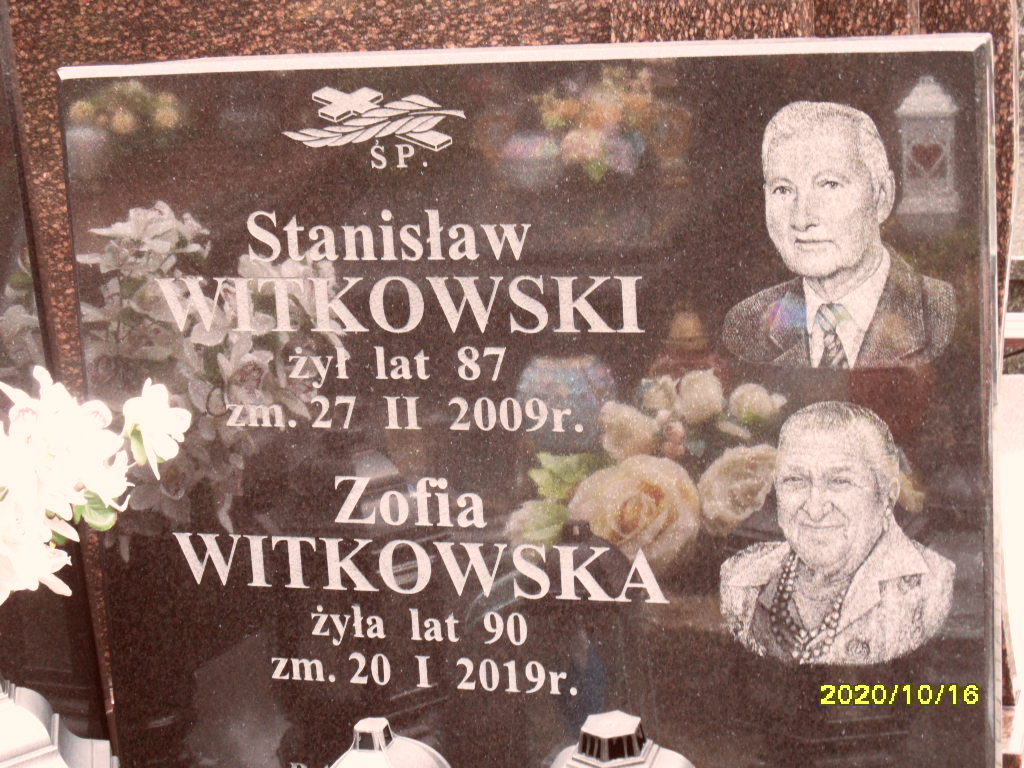 ŚP.
Stanisław
WITKOWSKI
żył lat 87
zm. 27 II 2009r.
Zofia
WITKOWSKA
żyła lat 90
zm. 20 I 2019r.
2020/10/16